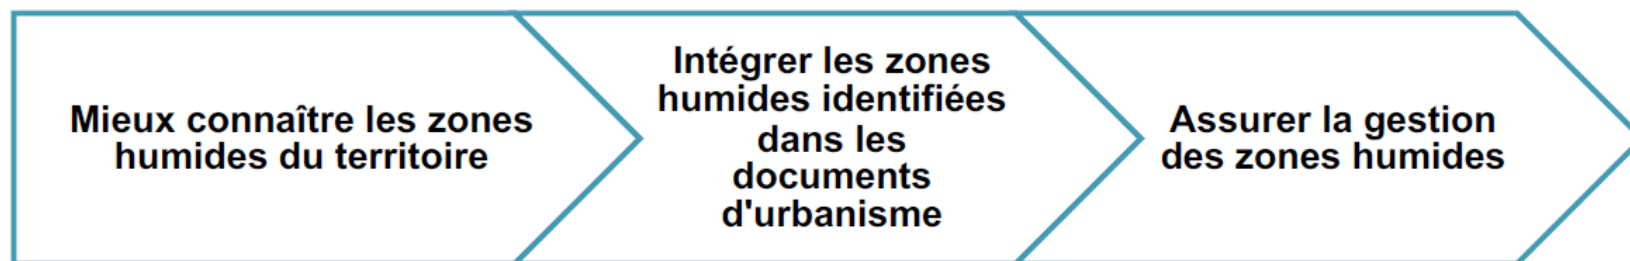 Mieux connaître les zones
humides du territoire
Intégrer les zones
humides identifiées
dans les
documents
d'urbanisme
Assurer la gestion
des zones humides